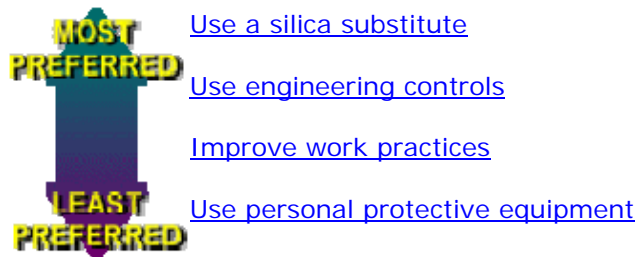 MOST
PREFERRED
Use a silica substitute
Use engineering controls
Improve work practices
LEAST
PREFERRED
Use personal protective equipment